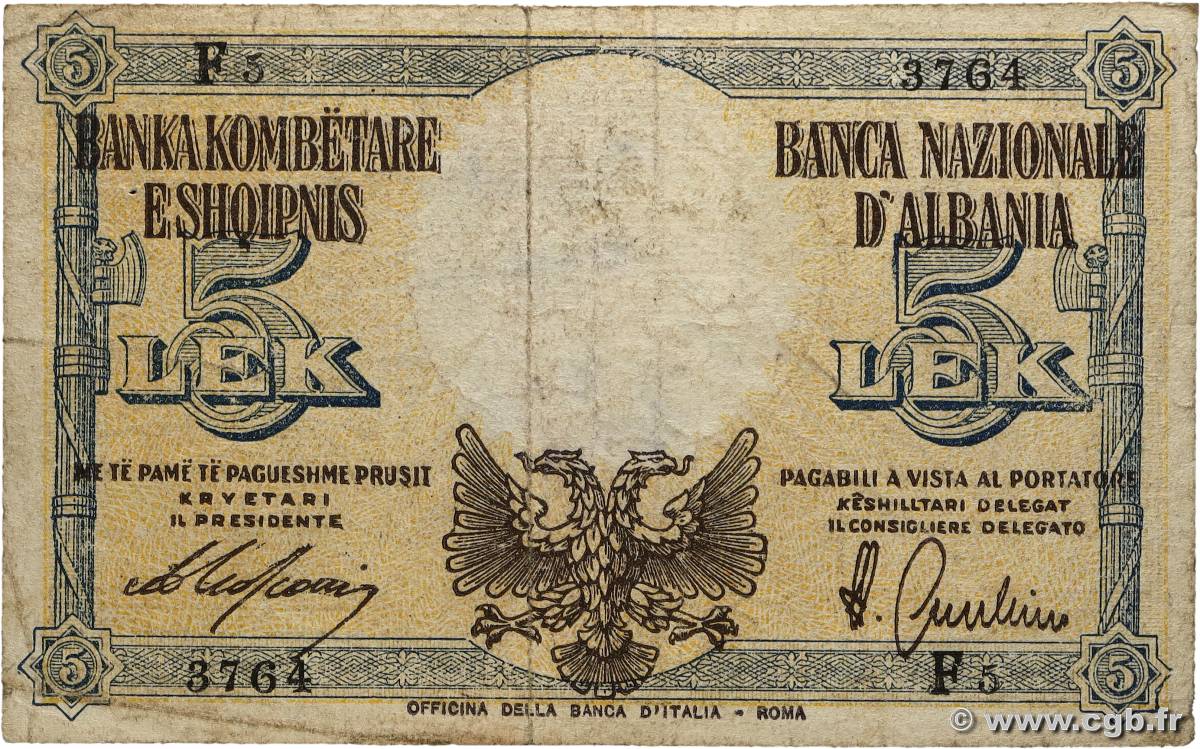 5
F 5
3764
5
BANKA KOMBËTARE
E SHQIPNIS
BANCA NAZIONALE
D'ALBANIA
5
LEK
5
LEK
ME TË PAMË TË PAGUESHME PRUSIT
KRYETARI
IL PRESIDENTE
PAGABILI A VISTA AL PORTATORE
KËSHILLTARI DELEGAT
IL CONSIGLIERE DELEGATO
5
3764
F 5
5
OFFICINA DELLA BANCA D'ITALIA - ROMA
© www.cgb.fr